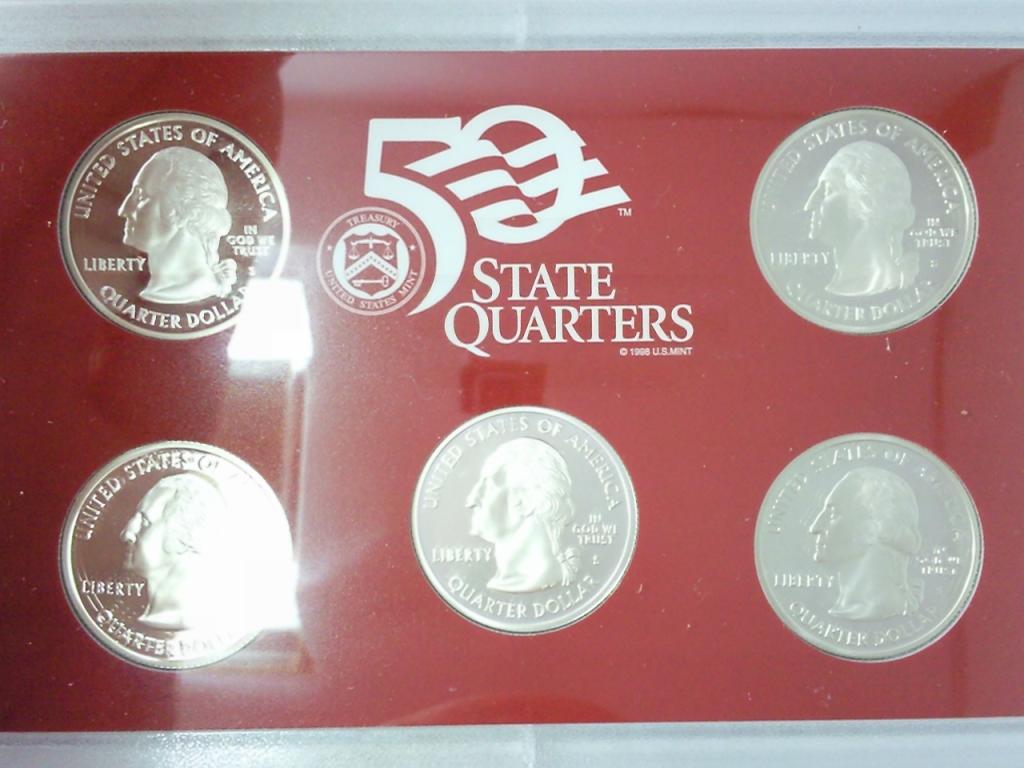 UNITED STATES OF AMERICA
IN
GOD WE
TRUST
LIBERTY
S
QUARTER DOLLAR
50
TM
TREASURY
UNITED STATES MINT
STATE
QUARTERS
© 1998 U.S.MINT
UNITED STATES OF AMERICA
IN
GOD WE
TRUST
LIBERTY
S
QUARTER DOLLAR
UNITED STATES OF
LIBERTY
QUARTER DOLL
UNITED STATES OF AMERICA
IN
GOD WE
TRUST
LIBERTY
S
QUARTER DOLLAR
UNITED STATES OF
IN
GOD WE
TRUST
LIBERTY
QUARTER DOLLAR